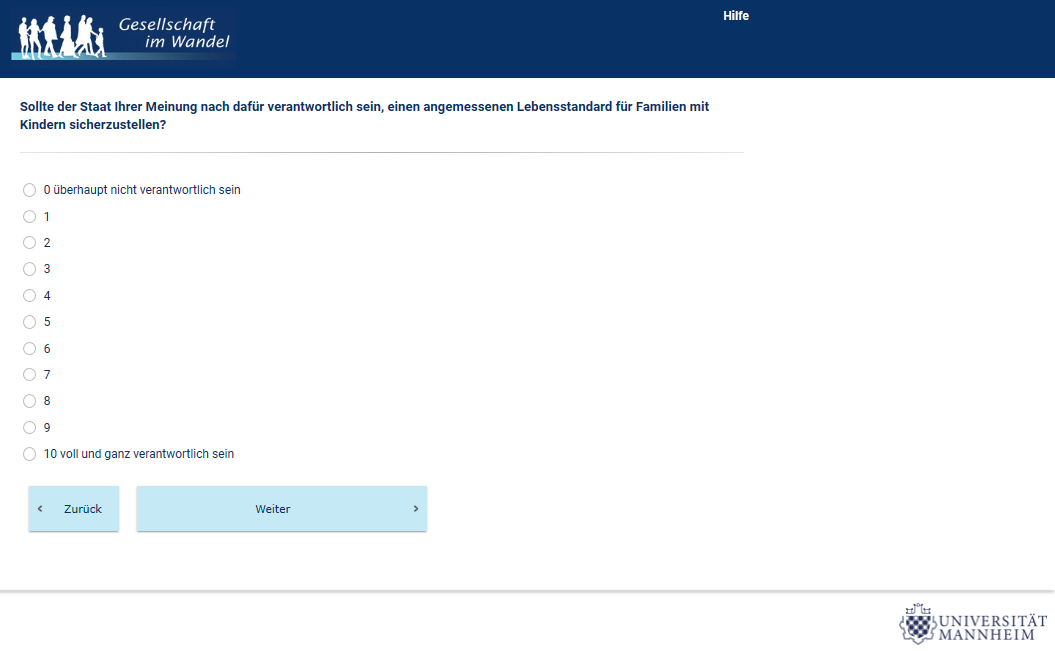 Gesellschaft
im Wandel
Hilfe
Sollte der Staat Ihrer Meinung nach dafür verantwortlich sein, einen angemessenen Lebensstandard für Familien mit
Kindern sicherzustellen?
0 überhaupt nicht verantwortlich sein
1
2
3
4
5
6
7
8
9
10 voll und ganz verantwortlich sein
‹ Zurück
Weiter ›
UNIVERSITÄT
MANNHEIM